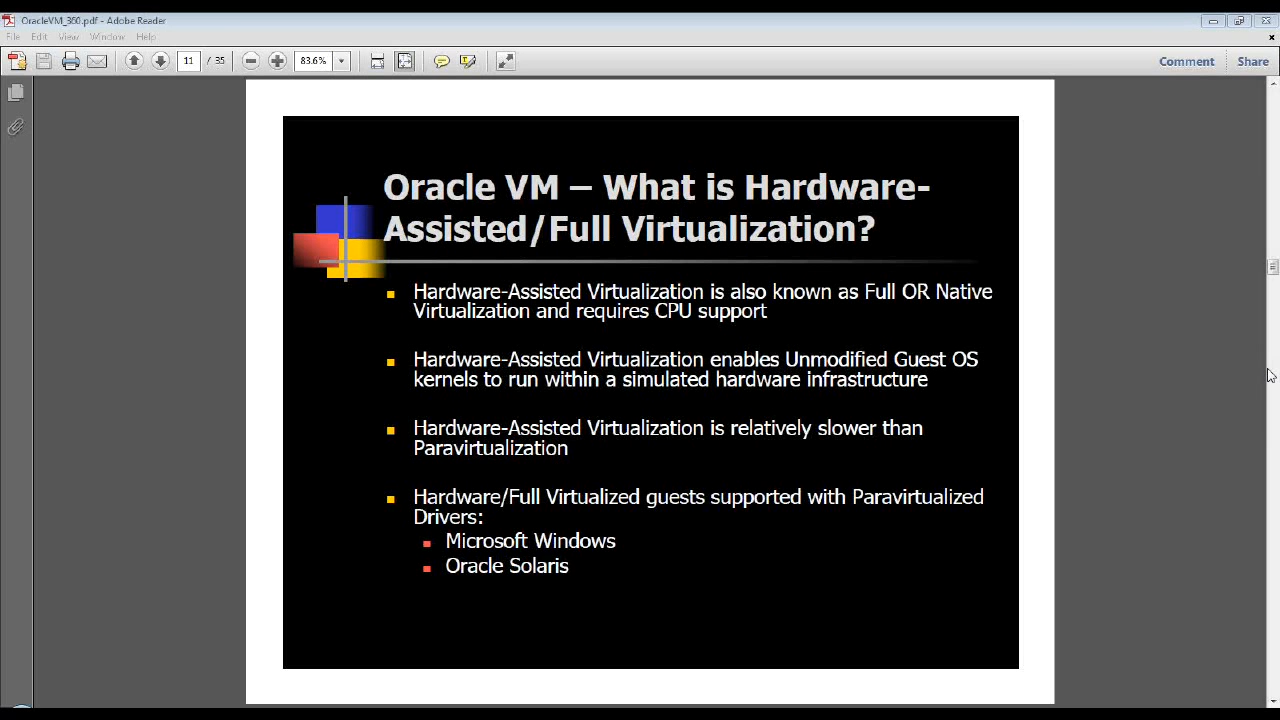 OracleVM_360.pdf - Adobe Reader
File Edit View Window Help
11 / 35 83.6% Comment Share
Oracle VM – What is Hardware-
Assisted/Full Virtualization?
Hardware-Assisted Virtualization is also known as Full OR Native
Virtualization and requires CPU support
Hardware-Assisted Virtualization enables Unmodified Guest OS
kernels to run within a simulated hardware infrastructure
Hardware-Assisted Virtualization is relatively slower than
Paravirtualization
Hardware/Full Virtualized guests supported with Paravirtualized
Drivers:
Microsoft Windows
Oracle Solaris